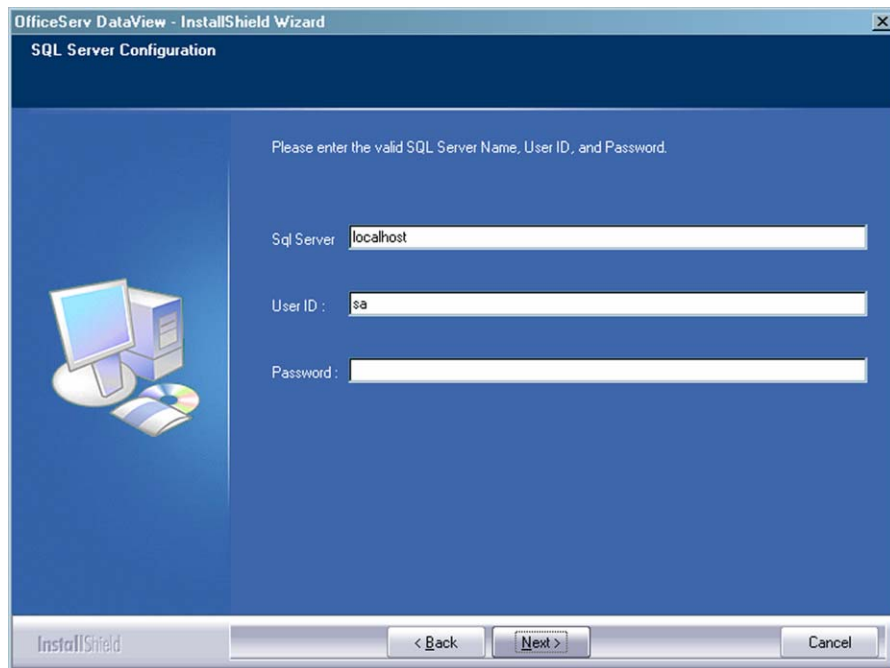 OfficeServ DataView - InstallShield Wizard
SQL Server Configuration
Please enter the valid SQL Server Name, User ID, and Password.
Sql Server localhost
User ID : sa
Password :
InstallShield
< Back Next > Cancel